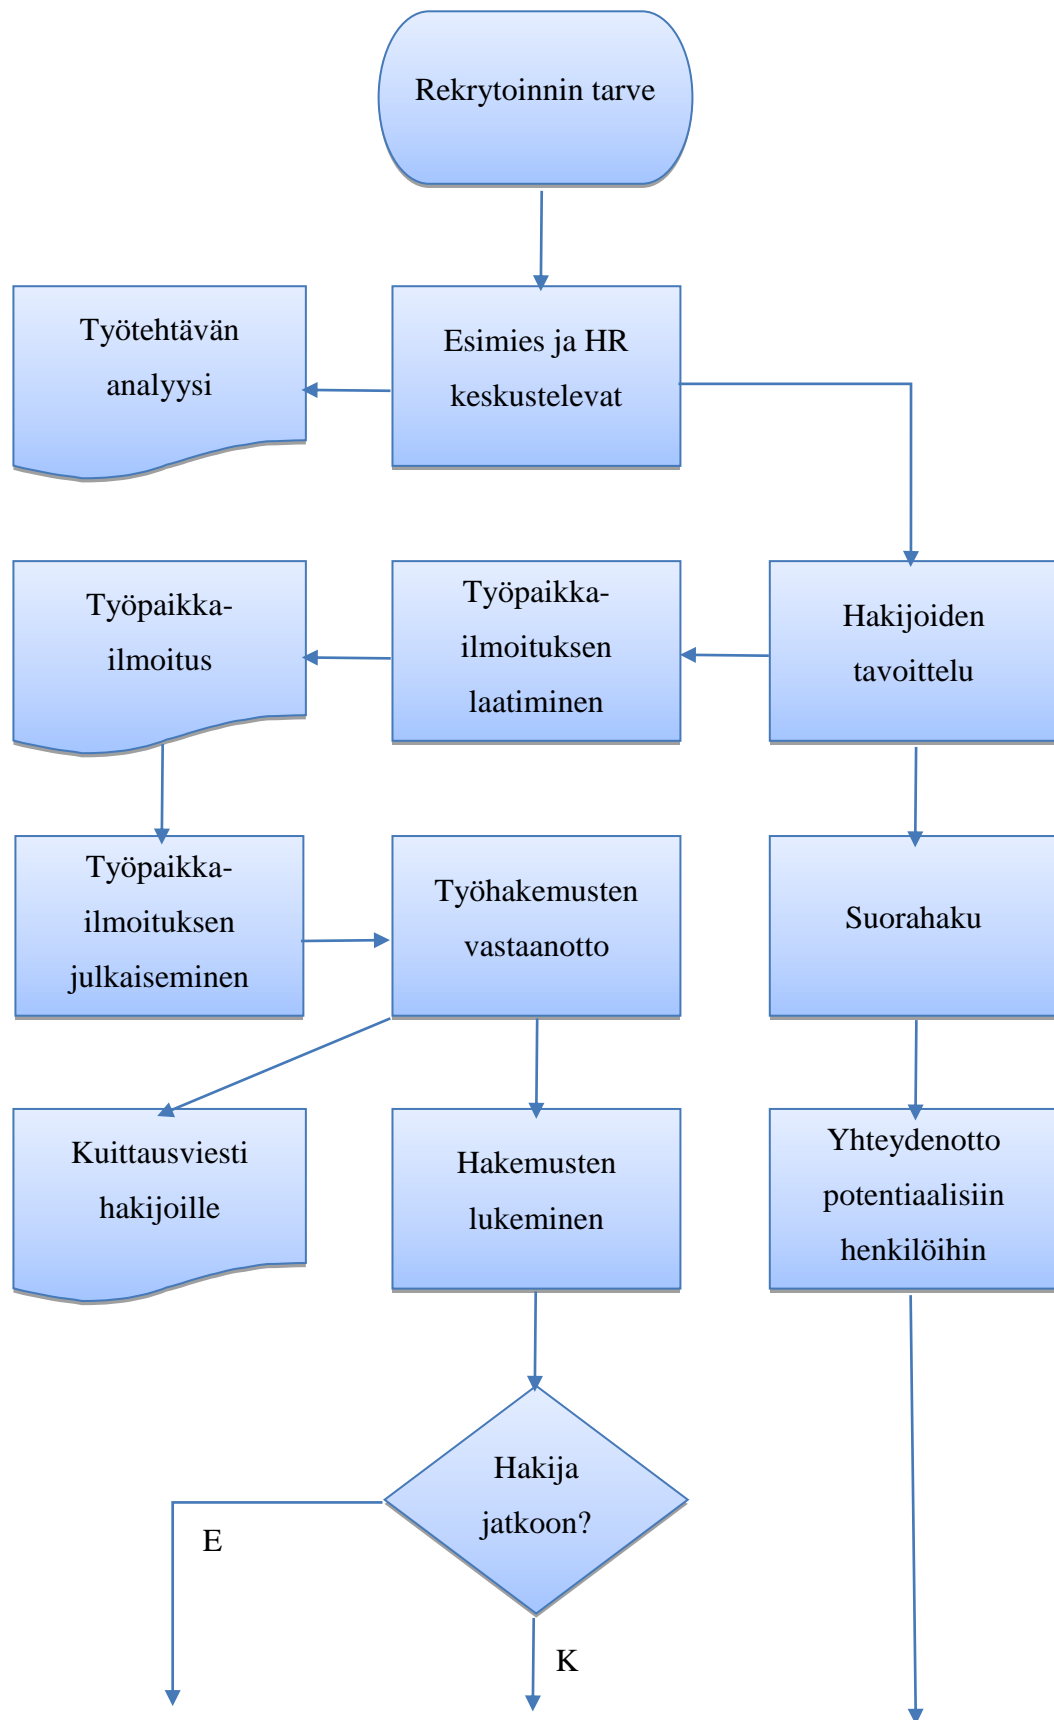 Rekrytoinnin tarve
Työtehtävän
analyysi
Esimies ja HR
keskustelevat
Työpaikka-
ilmoitus
Työpaikka-
ilmoituksen
laatiminen
Hakijoiden
tavoittelu
Työpaikka-
ilmoituksen
julkaiseminen
Työhakemusten
vastaanotto
Suorahaku
Kuittausviesti
hakijoille
Hakemusten
lukeminen
Yhteydenotto
potentiaalisiin
henkilöihin
Hakija
jatkoon?
E
K